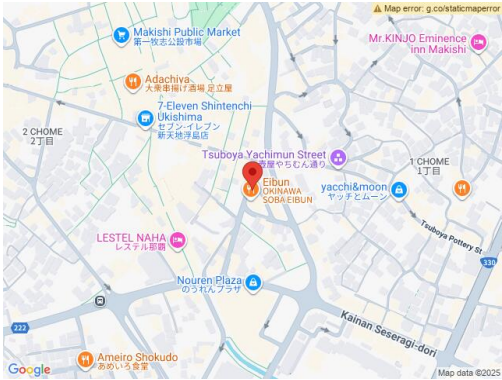 Map error: g.co/staticmaperror
Makishi Public Market
第一牧志公設市場
Mr.KINJO Eminence
inn Makishi
Adachiya
大衆串揚げ酒場 足立屋
7-Eleven Shintenchi
Ukishima
セブン-イレブン
新天地浮島店
2 CHOME
2丁目
Tsuboya Yachimun Street
壺屋やちむん通り
1 CHOME
1丁目
Eibun
OKINAWA
SOBA EIBUN
yacchi&moon
ヤッチとムーン
Tsuboya Pottery St
LESTEL NAHA
レステル那覇
330
Nouren Plaza
のうれんプラザ
222
Kainan Seseragi-dori
Ameiro Shokudo
あめいろ食堂
Google
Map data ©2025